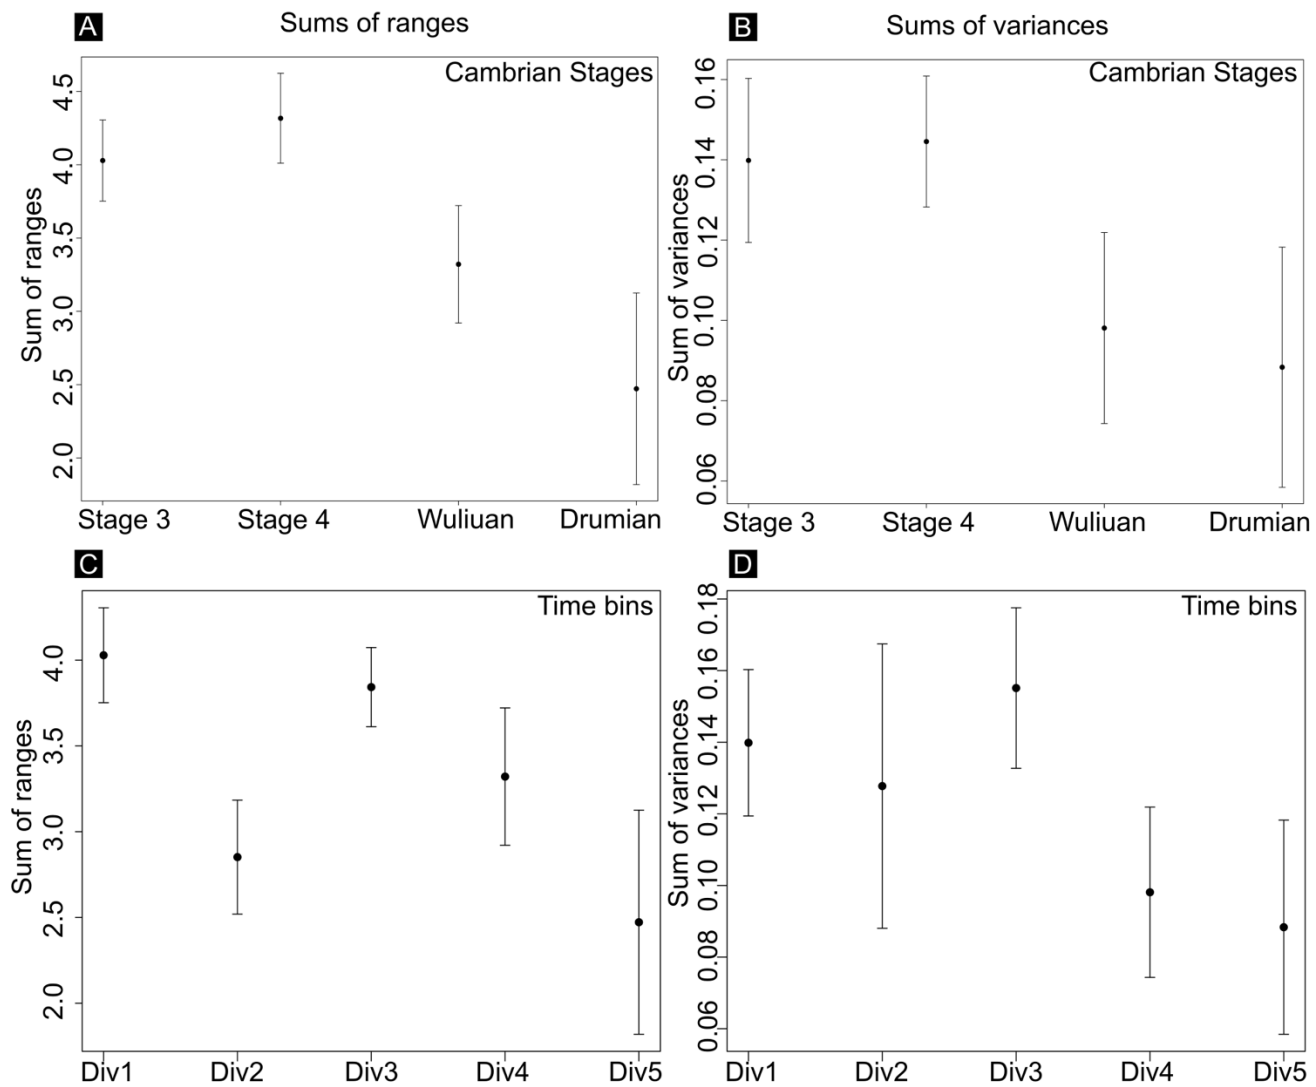 A
Sums of ranges
Cambrian Stages
Sum of ranges
4.5
4.0
3.5
3.0
2.5
2.0
Stage 3 Stage 4 Wuliuan Drumian
B
Sums of variances
Cambrian Stages
Sum of variances
0.16
0.14
0.12
0.10
0.08
0.06
Stage 3 Stage 4 Wuliuan Drumian
C
Time bins
Sum of ranges
4.0
3.5
3.0
2.5
2.0
Div1 Div2 Div3 Div4 Div5
D
Time bins
Sum of variances
0.18
0.16
0.14
0.12
0.10
0.08
0.06
Div1 Div2 Div3 Div4 Div5